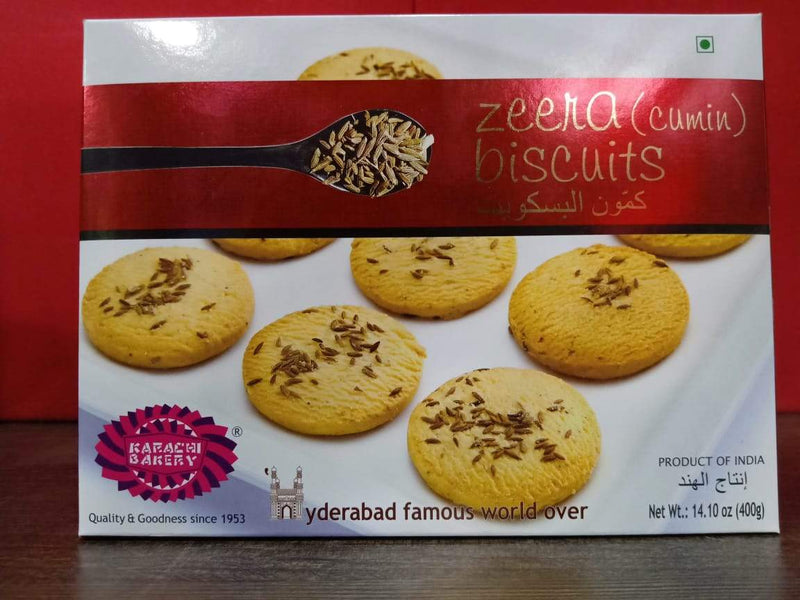 zeera (cumin)
biscuits
كمّون البسكويت
KARACHI
BAKERY
®
Quality & Goodness since 1953
Hyderabad famous world over
PRODUCT OF INDIA
إنتاج الهند
Net Wt.: 14.10 oz (400g)